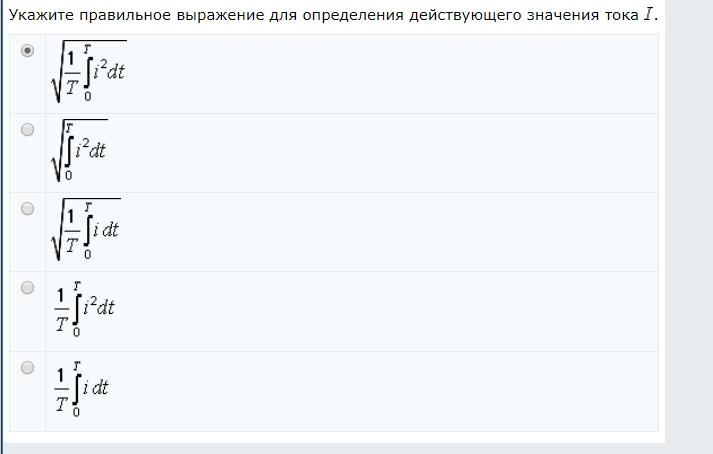 Укажите правильное выражение для определения действующего значения тока I.
√(1/T ∫₀ᵀ i²dt)
√(∫₀ᵀ i²dt)
√(1/T ∫₀ᵀ i dt)
1/T ∫₀ᵀ i²dt
1/T ∫₀ᵀ i dt